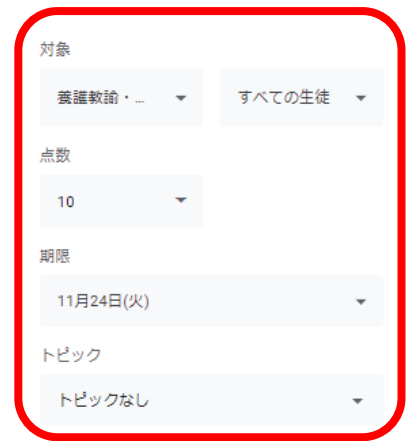 対象
養護教諭・...
すべての生徒
点数
10
期限
11月24日(火)
トピック
トピックなし